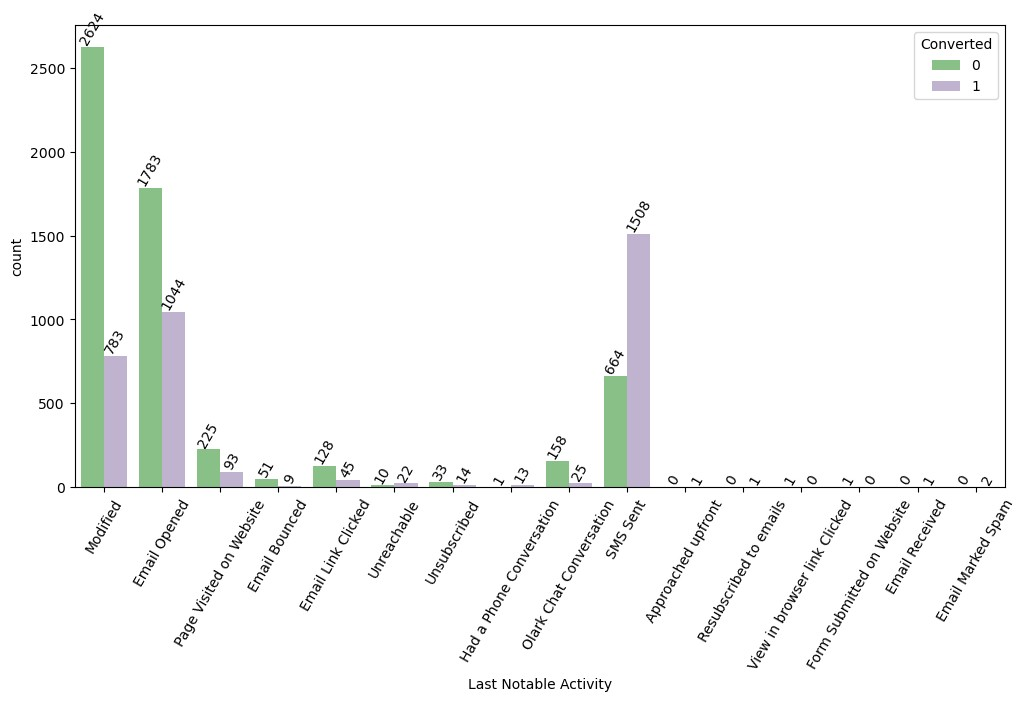 Converted
0
1
count
2500
2000
1500
1000
500
0
2624
783
1783
1044
225
93
51
9
128
45
10
22
33
14
1
13
158
25
664
1508
0
1
0
1
1
0
1
0
0
1
0
2
Modified
Email Opened
Page Visited on Website
Email Bounced
Email Link Clicked
Unreachable
Unsubscribed
Had a Phone Conversation
Olark Chat Conversation
SMS Sent
Approached upfront
Resubscribed to emails
View in browser link Clicked
Form Submitted on Website
Email Received
Email Marked Spam
Last Notable Activity